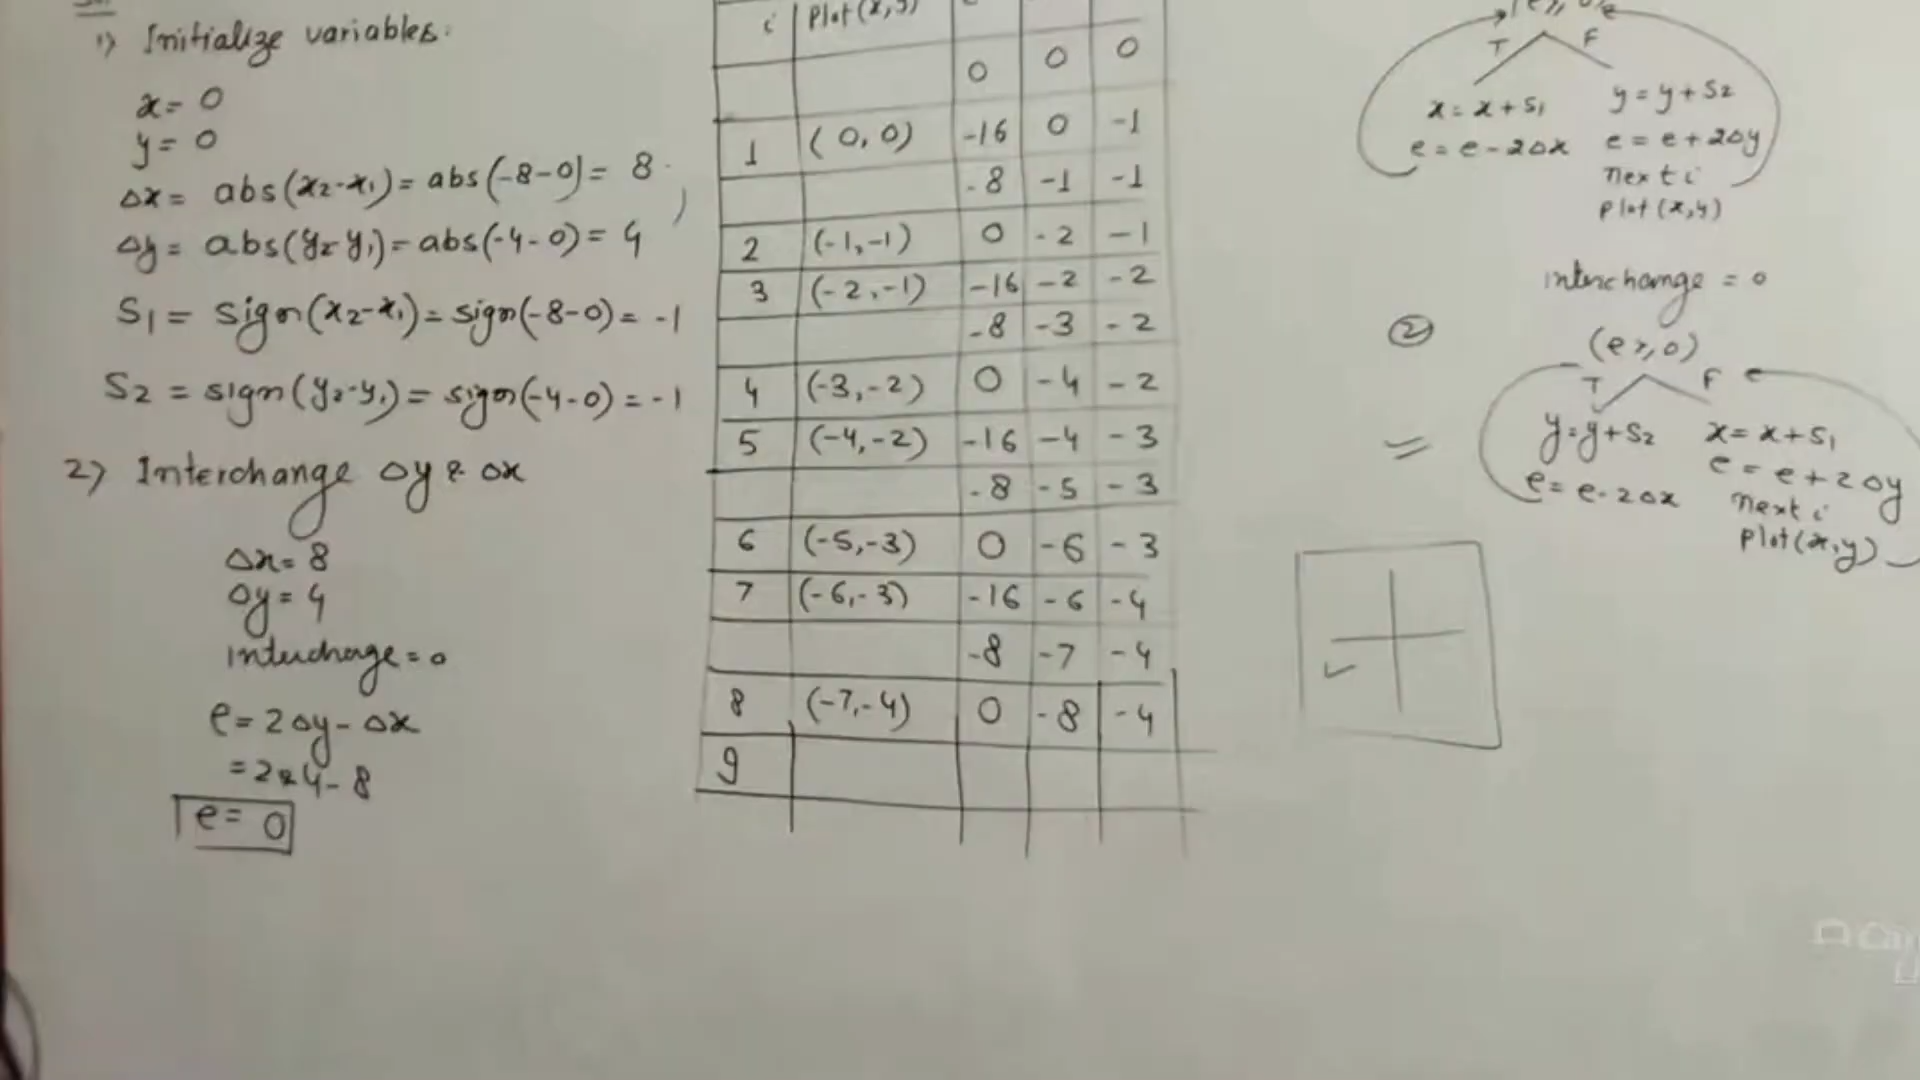 1) Initialize variables.
x = 0
y = 0
Δx = abs(x₂-x₁) = abs(-8-0) = 8
Δy = abs(y₂-y₁) = abs(-4-0) = 4
S₁ = sign(x₂-x₁) = sign(-8-0) = -1
S₂ = sign(y₂-y₁) = sign(-4-0) = -1
2) Interchange Δy & Δx
Δx = 8
Δy = 4
interchange = 0
e = 2Δy - Δx
= 2x4 - 8
e = 0
i Plot(x,y)
0 0 0
1 (0,0) -16 0 -1
-8 -1 -1
2 (-1,-1) 0 -2 -1
3 (-2,-1) -16 -2 -2
-8 -3 -2
4 (-3,-2) 0 -4 -2
5 (-4,-2) -16 -4 -3
-8 -5 -3
6 (-5,-3) 0 -6 -3
7 (-6,-3) -16 -6 -4
-8 -7 -4
8 (-7,-4) 0 -8 -4
9
T F
x = x + S₁
e = e - 2Δx
y = y + S₂
e = e + 2Δy
next i
plot(x,y)
interchange = 0
②
(e ≥ 0)
T F
y = y + S₂
e = e - 2Δx
x = x + S₁
e = e + 2Δy
next i
plot(x,y)